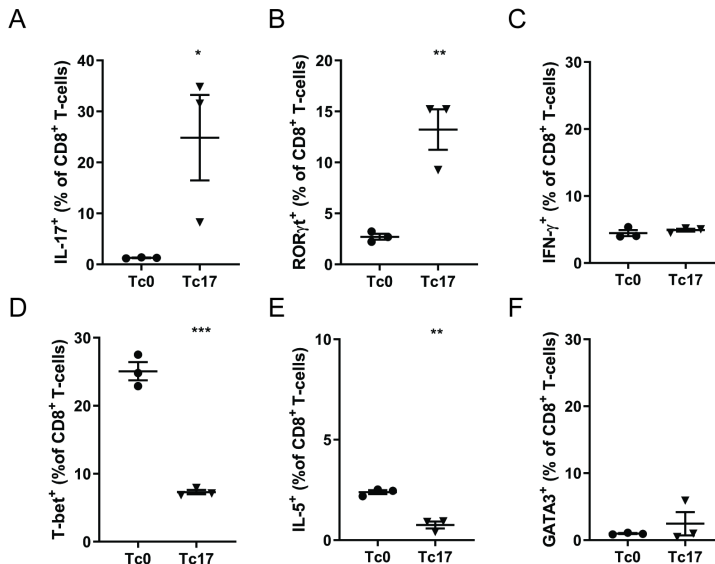 A
IL-17⁺ (% of CD8⁺ T-cells)
40
30
20
10
0
*
Tc0 Tc17
B
RORγt⁺ (% of CD8⁺ T-cells)
20
15
10
5
0
**
Tc0 Tc17
C
IFN-γ⁺ (% of CD8⁺ T-cells)
30
20
10
0
Tc0 Tc17
D
T-bet⁺ (%of CD8⁺ T-cells)
30
20
10
0
***
Tc0 Tc17
E
IL-5⁺ (% of CD8⁺ T-cells)
10
5
0
**
Tc0 Tc17
F
GATA3⁺ (% of CD8⁺ T-cells)
30
20
10
0
Tc0 Tc17